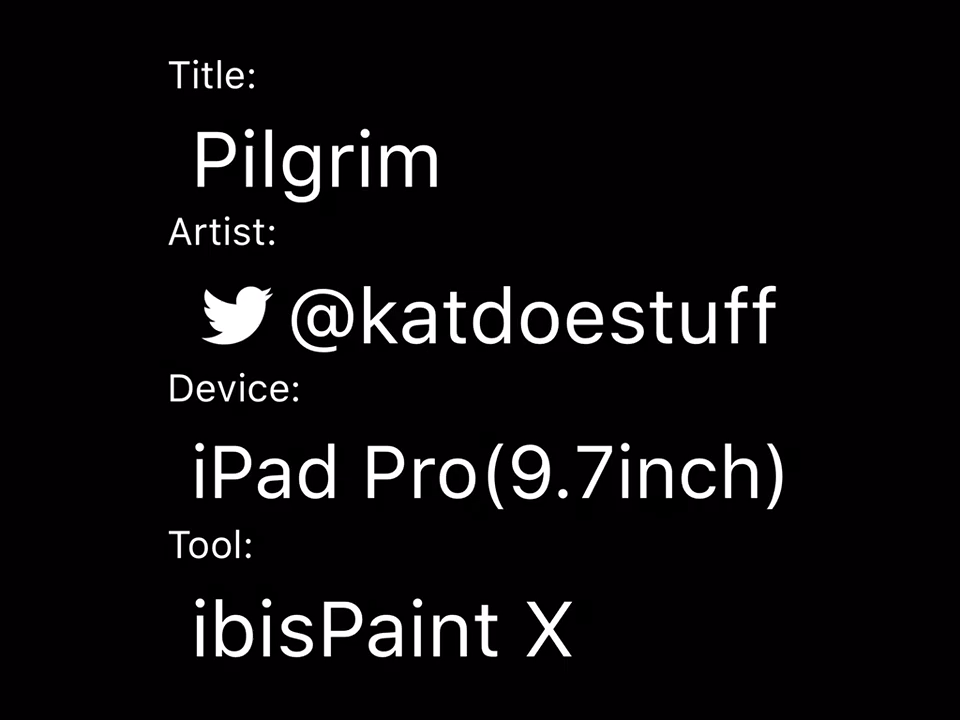 Title:
Pilgrim
Artist:
@katdoestuff
Device:
iPad Pro(9.7inch)
Tool:
ibisPaint X